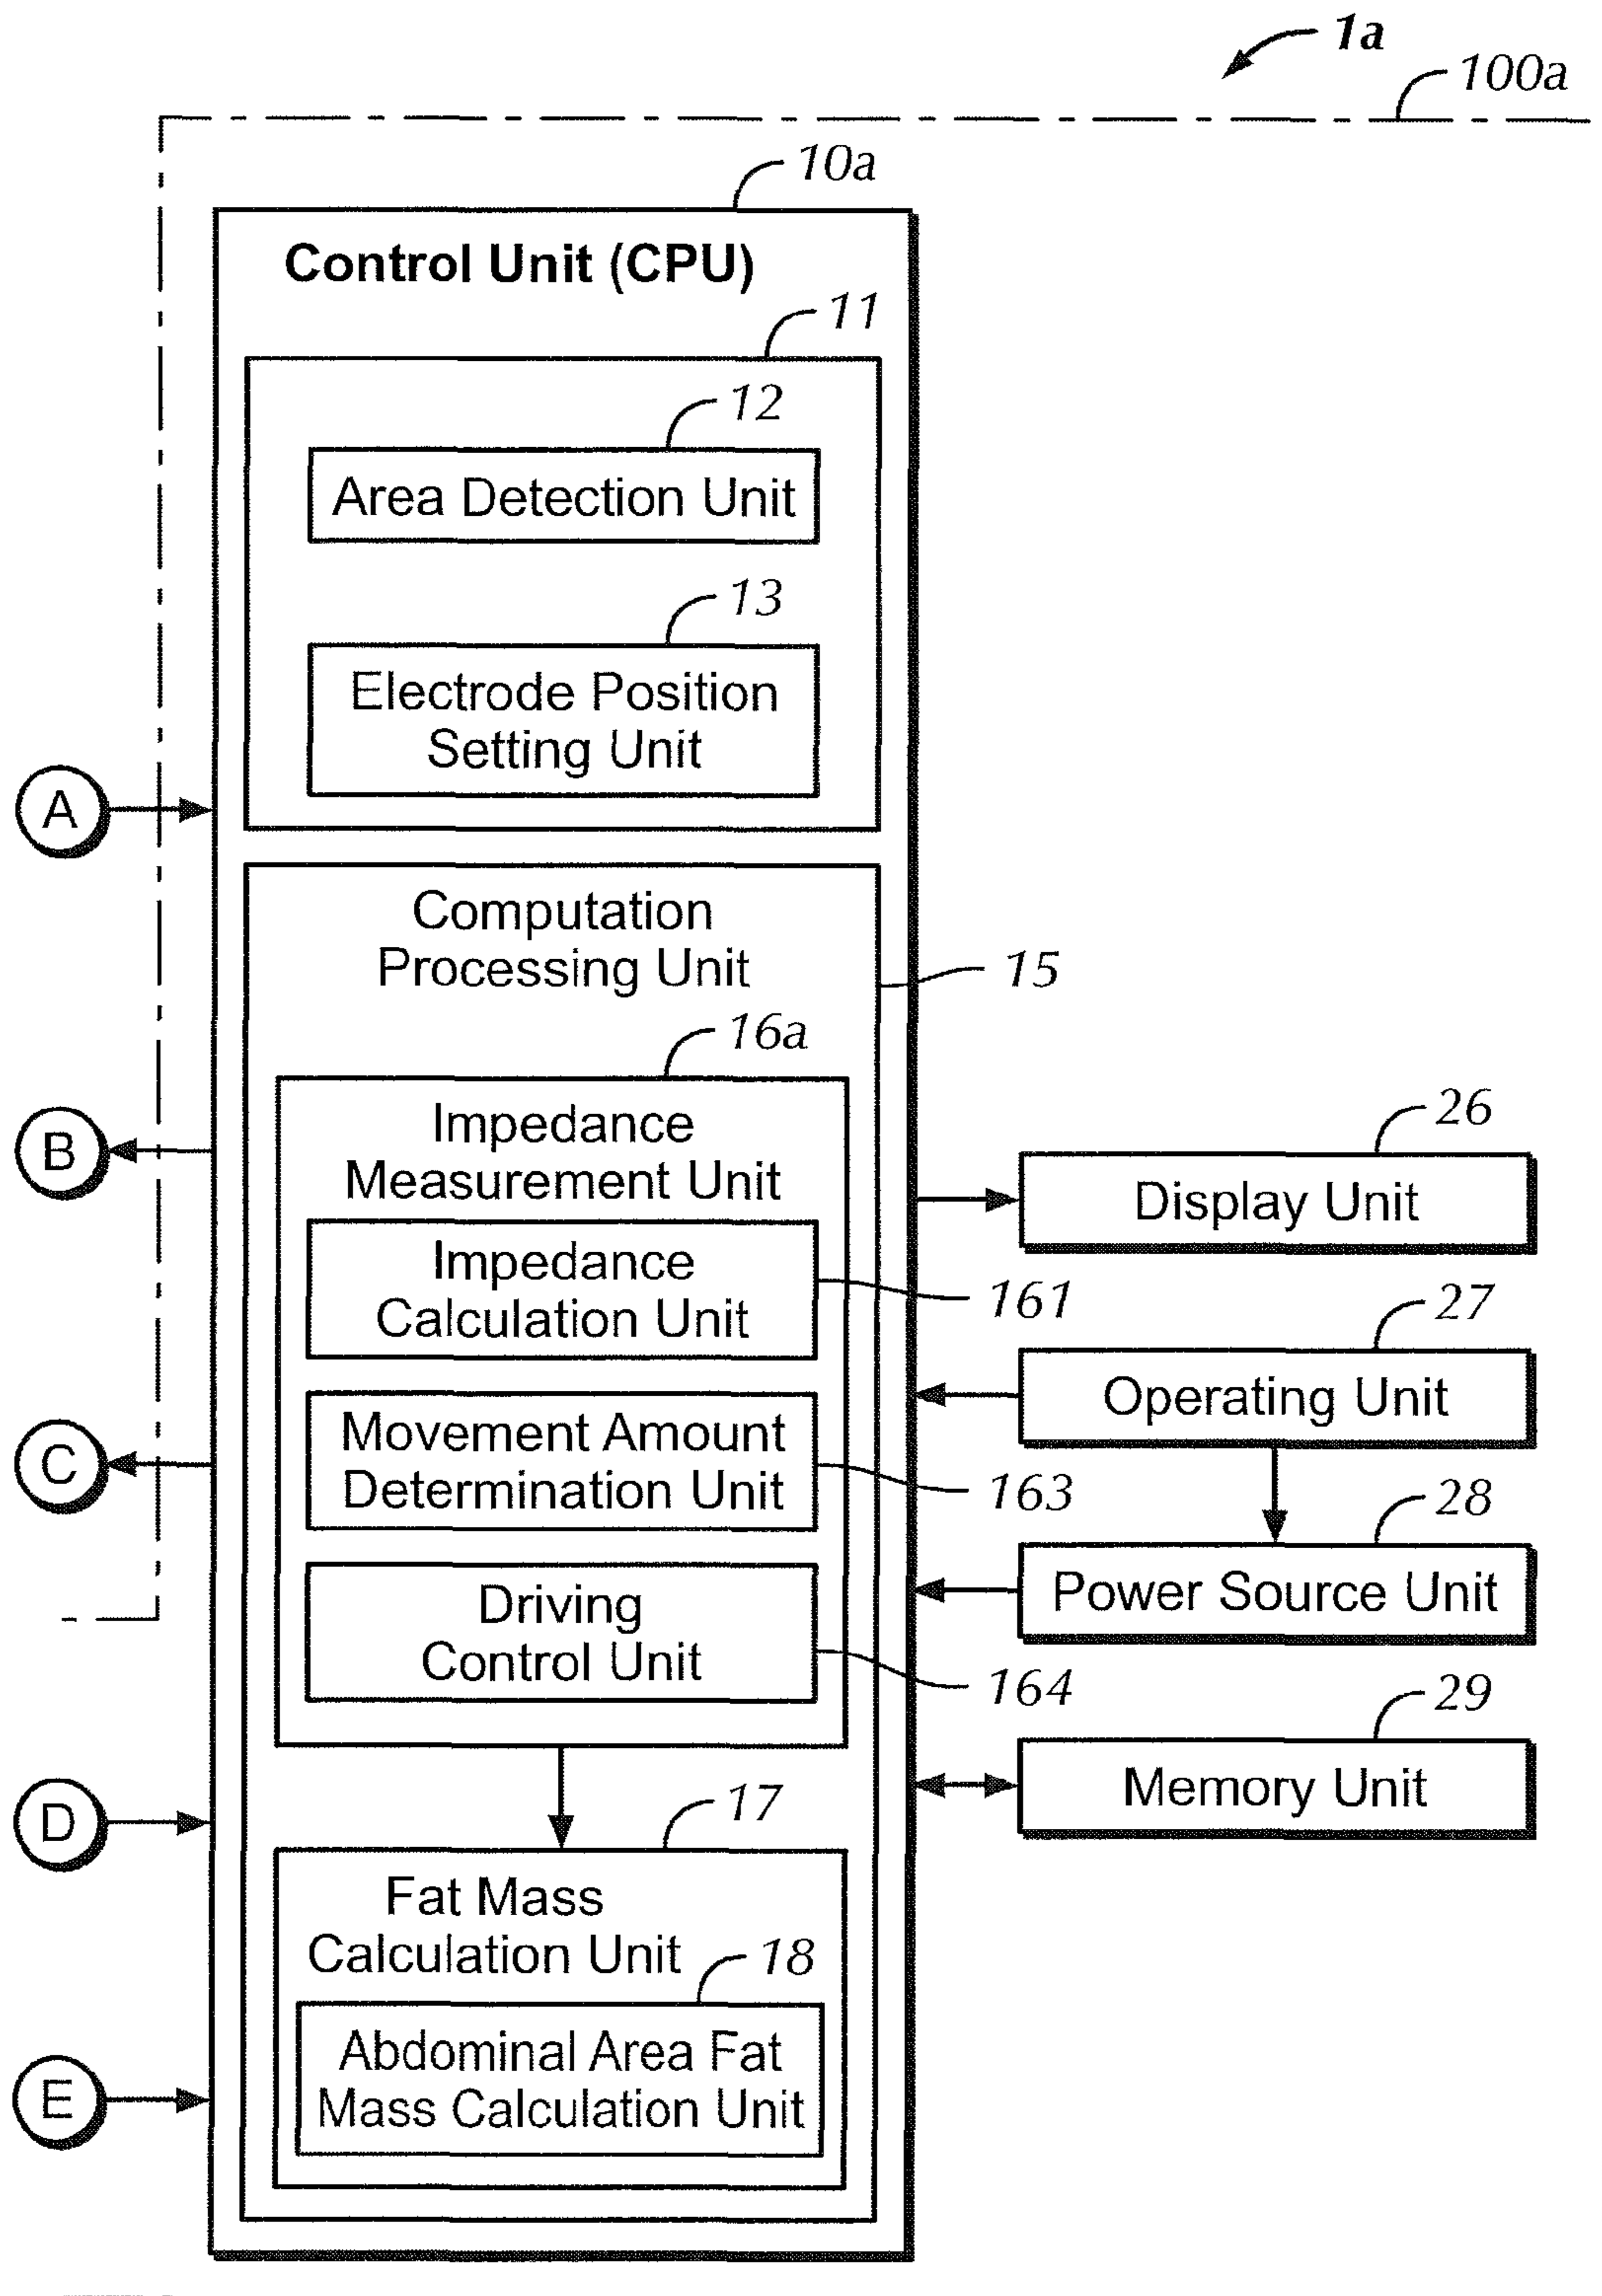 1a
100a
10a
Control Unit (CPU)
11
12
Area Detection Unit
13
Electrode Position
Setting Unit
A
Computation
Processing Unit
15
16a
Impedance
Measurement Unit
B
26
Display Unit
Impedance
Calculation Unit
161
27
Operating Unit
Movement Amount
Determination Unit
C
163
28
Power Source Unit
Driving
Control Unit
164
29
Memory Unit
D
17
Fat Mass
Calculation Unit
18
Abdominal Area Fat
Mass Calculation Unit
E